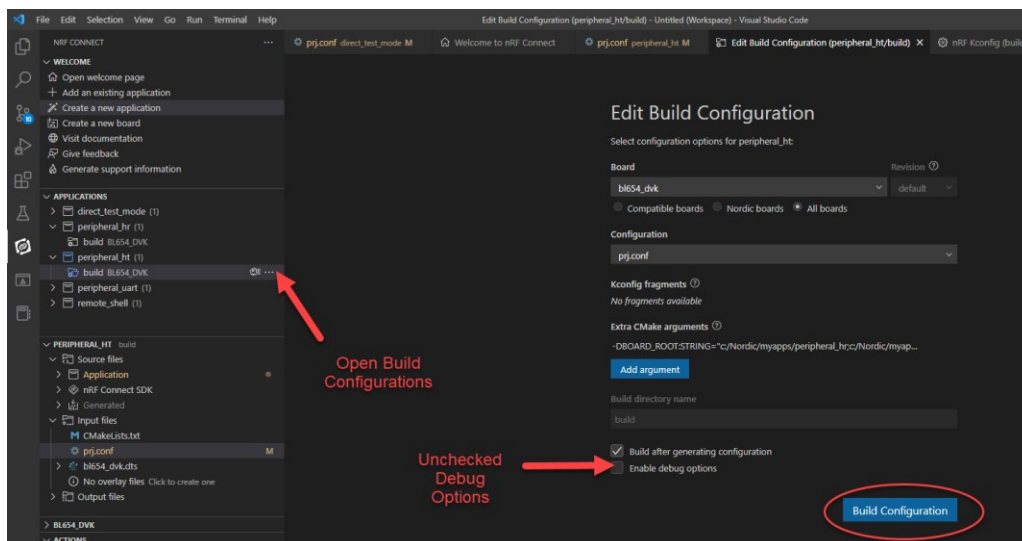 File Edit Selection View Go Run Terminal Help
Edit Build Configuration (peripheral_ht/build) - Untitled (Workspace) - Visual Studio Code
NRF CONNECT ...
prj.conf direct_test_mode M
Welcome to nRF Connect
prj.conf peripheral_ht M
Edit Build Configuration (peripheral_ht/build)
nRF Kconfig (build
WELCOME
Open welcome page
Add an existing application
Create a new application
Create a new board
Visit documentation
Give feedback
Generate support information
10
APPLICATIONS
direct_test_mode (1)
peripheral_hr (1)
build BL654_DVK
peripheral_ht (1)
build BL654_DVK
peripheral_uart (1)
remote_shell (1)
PERIPHERAL_HT build
Source files
Application
nRF Connect SDK
Generated
Input files
CMakeLists.txt
prj.conf M
bl654_dvk.dts
No overlay files Click to create one
Output files
BL654_DVK
ACTIONS
Open Build
Configurations
Unchecked
Debug
Options
Edit Build Configuration
Select configuration options for peripheral_ht:
Board Revision
bl654_dvk default
Compatible boards Nordic boards All boards
Configuration
prj.conf
Kconfig fragments
No fragments available
Extra CMake arguments
-DBOARD_ROOT:STRING="c:/Nordic/myapps/peripheral_hr;c:/Nordic/myap...
Add argument
Build directory name
build
Build after generating configuration
Enable debug options
Build Configuration